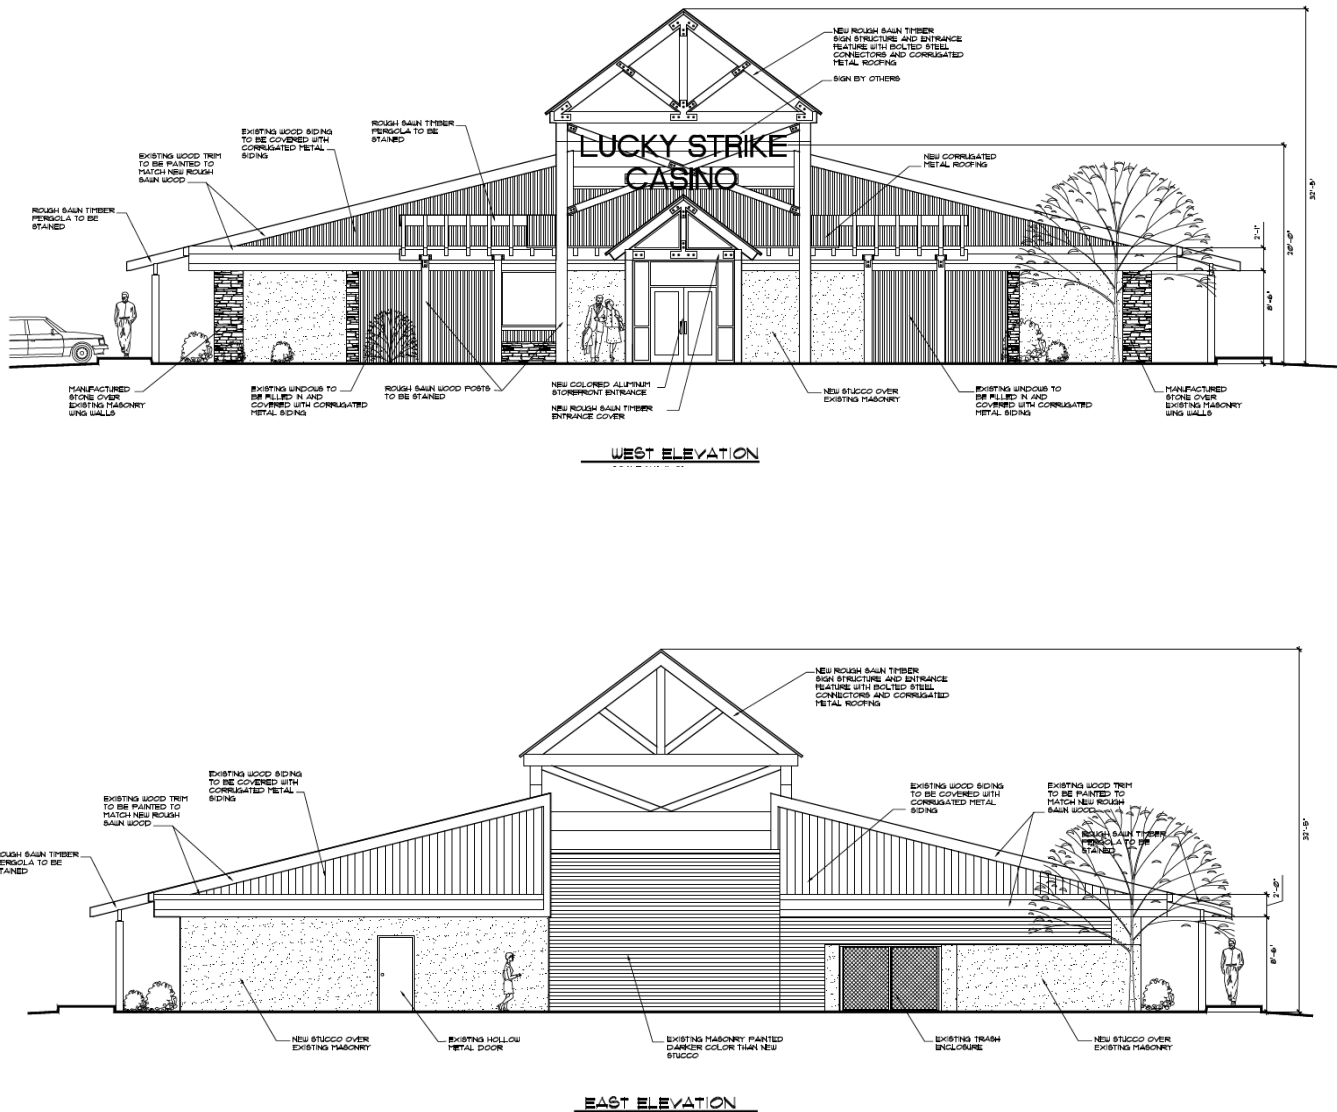 NEW ROUGH SAWN TIMBER
SIGN STRUCTURE AND ENTRANCE
FEATURE WITH BOLTED STEEL
CONNECTORS AND CORRUGATED
METAL ROOFING
SIGN BY OTHERS
ROUGH SAWN TIMBER
PERGOLA TO BE
STAINED
EXISTING WOOD SIDING
TO BE COVERED WITH
CORRUGATED METAL
SIDING
EXISTING WOOD TRIM
TO BE PAINTED TO
MATCH NEW ROUGH
SAWN WOOD
ROUGH SAWN TIMBER
PERGOLA TO BE
STAINED
LUCKY STRIKE
CASINO
NEW CORRUGATED
METAL ROOFING
32'-5"
20'-0"
2'-1"
8'-6"
MANUFACTURED
STONE OVER
EXISTING MASONRY
WING WALLS
EXISTING WINDOWS TO
BE FILLED IN AND
COVERED WITH CORRUGATED
METAL SIDING
ROUGH SAWN WOOD POSTS
TO BE STAINED
NEW COLORED ALUMINUM
STOREFRONT ENTRANCE
NEW ROUGH SAWN TIMBER
ENTRANCE COVER
NEW STUCCO OVER
EXISTING MASONRY
EXISTING WINDOWS TO
BE FILLED IN AND
COVERED WITH CORRUGATED
METAL SIDING
MANUFACTURED
STONE OVER
EXISTING MASONRY
WING WALLS
WEST ELEVATION
NEW ROUGH SAWN TIMBER
SIGN STRUCTURE AND ENTRANCE
FEATURE WITH BOLTED STEEL
CONNECTORS AND CORRUGATED
METAL ROOFING
EXISTING WOOD SIDING
TO BE COVERED WITH
CORRUGATED METAL
SIDING
EXISTING WOOD TRIM
TO BE PAINTED TO
MATCH NEW ROUGH
SAWN WOOD
OUGH SAWN TIMBER
ERGOLA TO BE
TAINED
EXISTING WOOD SIDING
TO BE COVERED WITH
CORRUGATED METAL
SIDING
EXISTING WOOD TRIM
TO BE PAINTED TO
MATCH NEW ROUGH
SAWN WOOD
ROUGH SAWN TIMBER
PERGOLA TO BE
STAINED
32'-5"
2'-0"
8'-6"
NEW STUCCO OVER
EXISTING MASONRY
EXISTING HOLLOW
METAL DOOR
EXISTING MASONRY PAINTED
DARKER COLOR THAN NEW
STUCCO
EXISTING TRASH
ENCLOSURE
NEW STUCCO OVER
EXISTING MASONRY
EAST ELEVATION